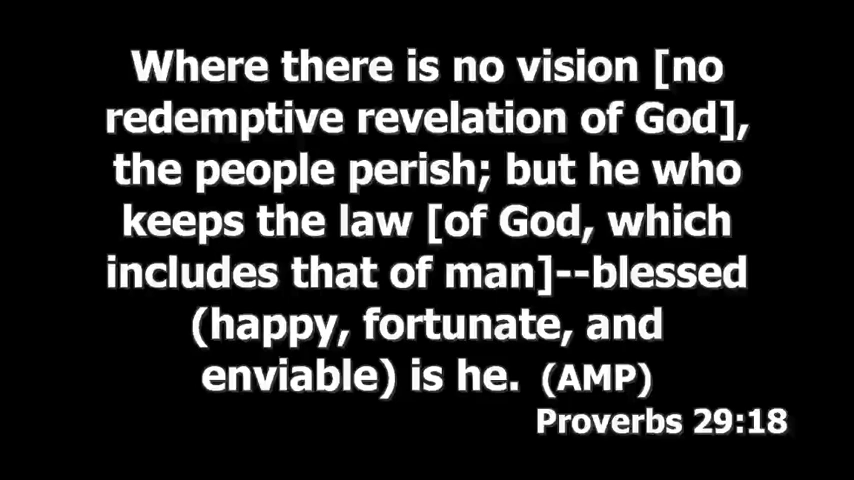 Where there is no vision [no
redemptive revelation of God],
the people perish; but he who
keeps the law [of God, which
includes that of man]--blessed
(happy, fortunate, and
enviable) is he. (AMP)
Proverbs 29:18